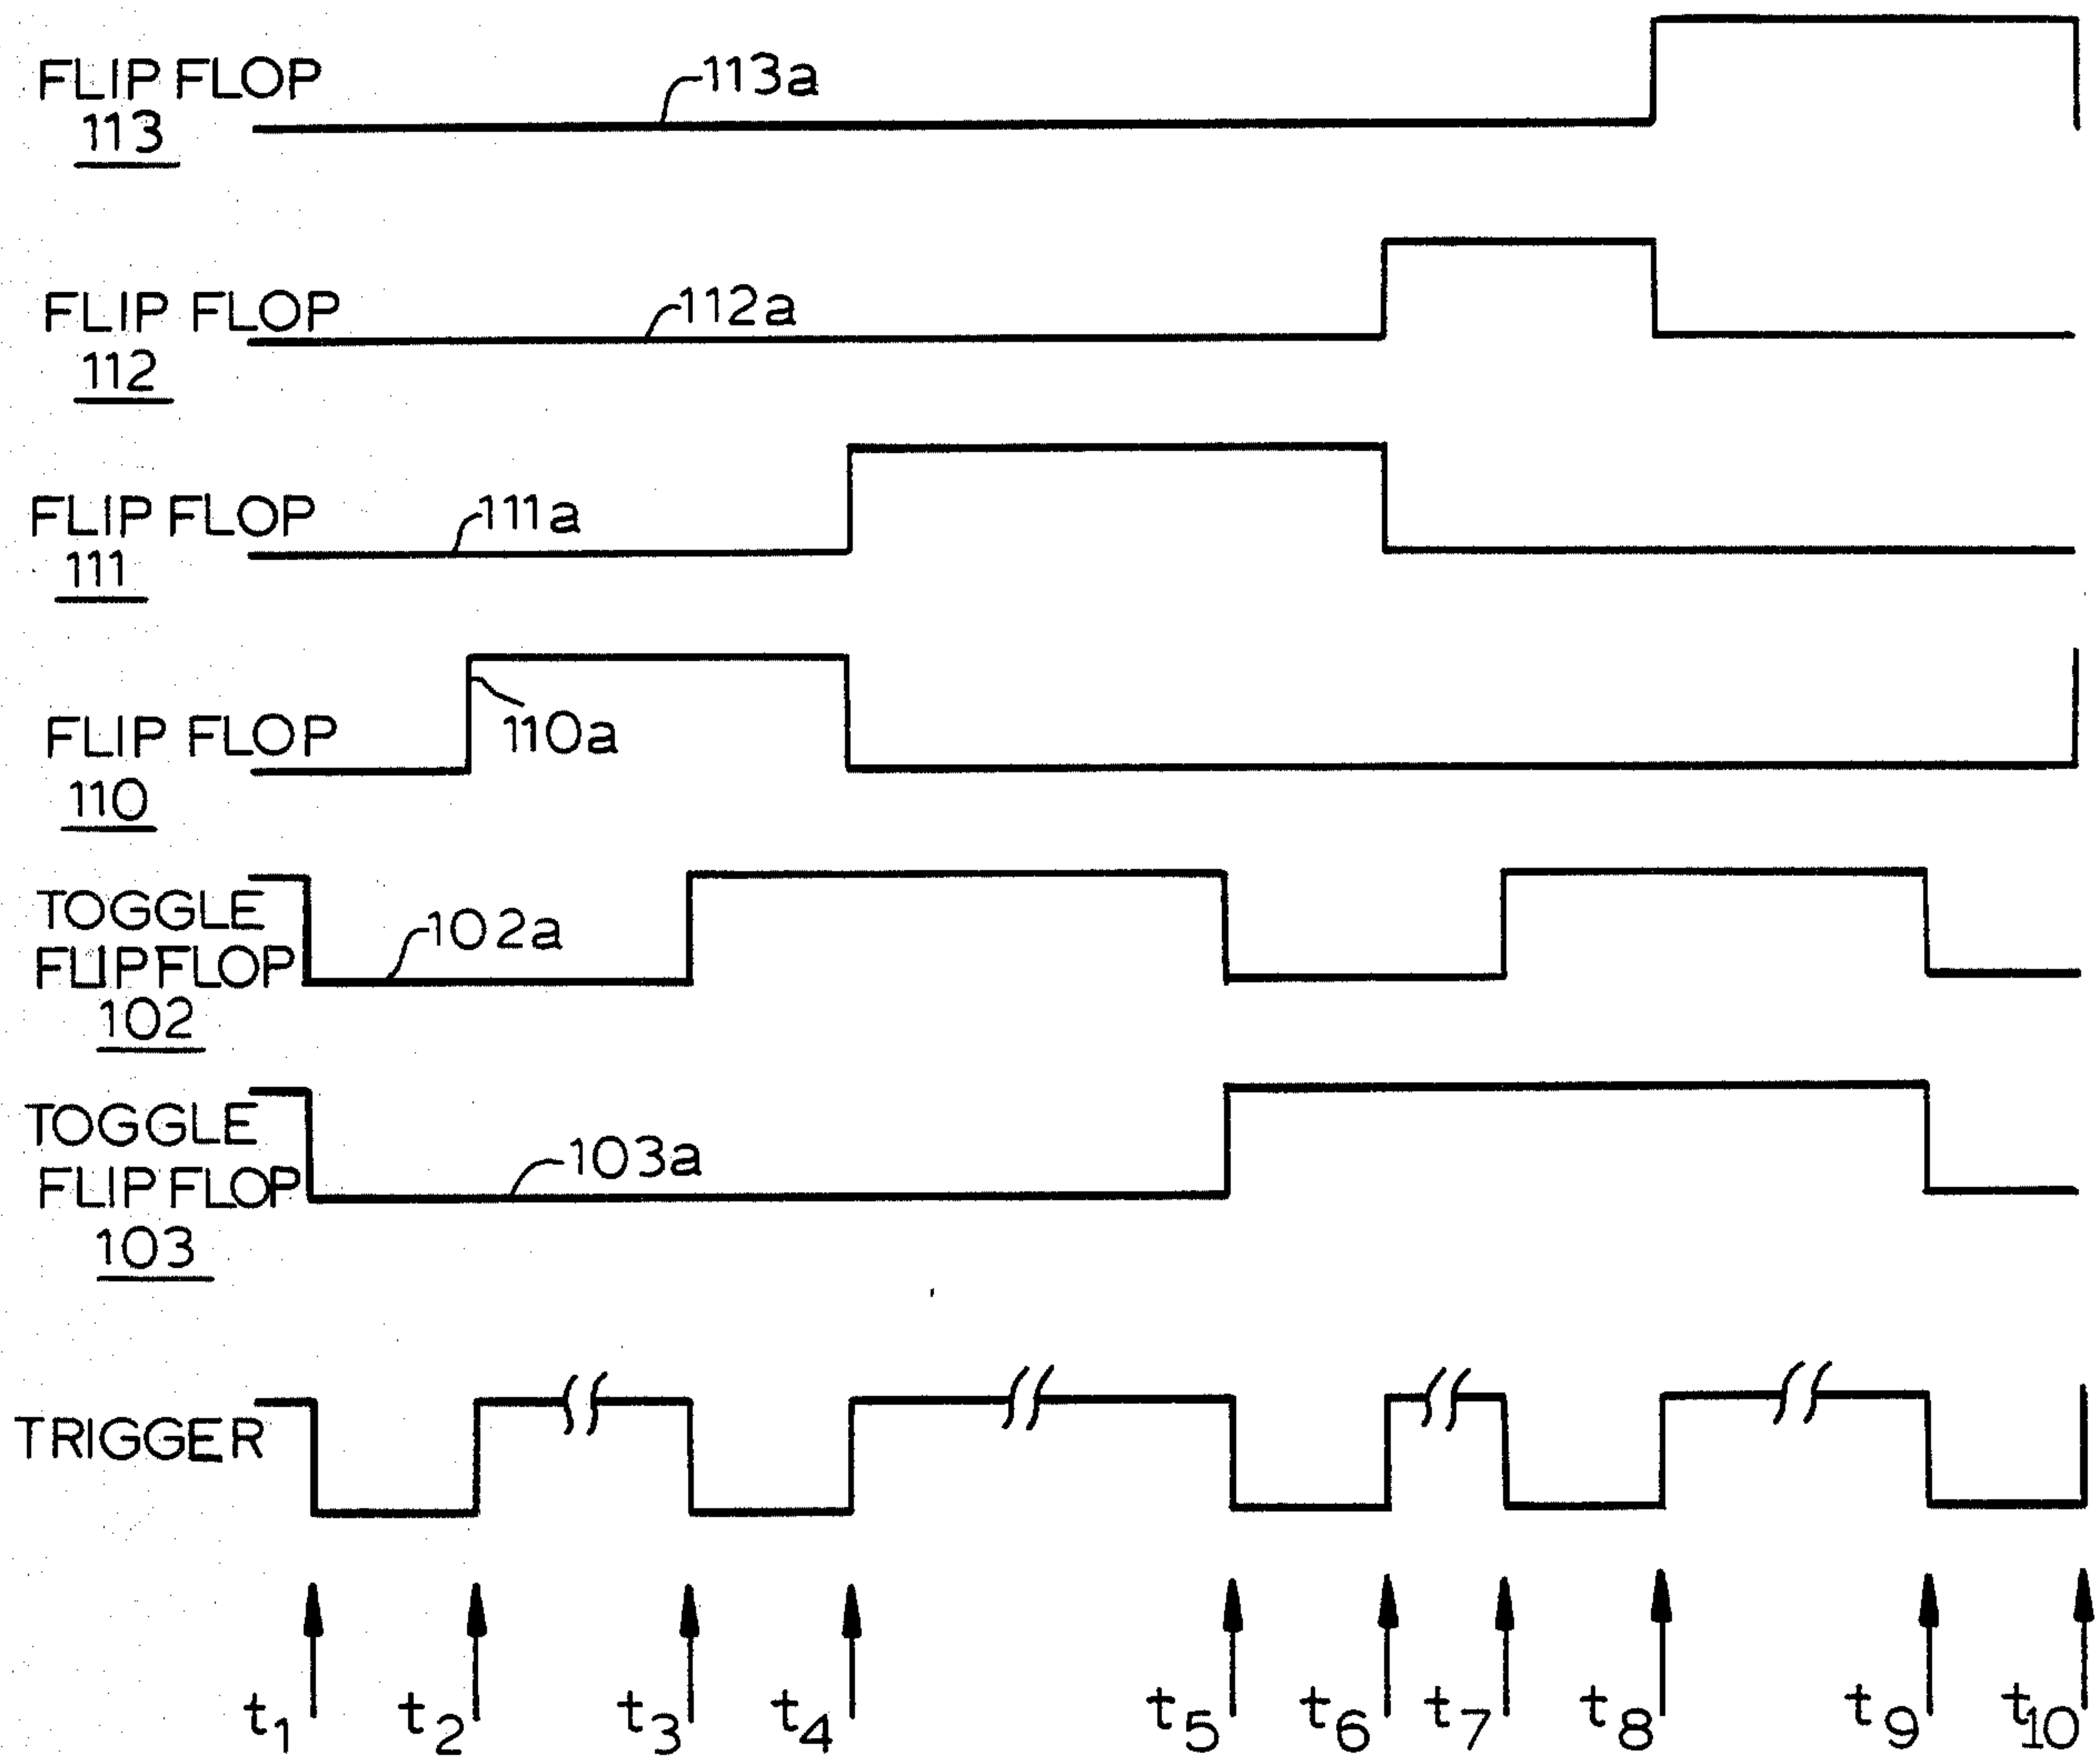 FLIP FLOP
113
113a
FLIP FLOP
112
112a
FLIP FLOP
111
111a
FLIP FLOP
110
110a
TOGGLE
FLIP FLOP
102
102a
TOGGLE
FLIP FLOP
103
103a
TRIGGER
t1 t2 t3 t4 t5 t6 t7 t8 t9 t10